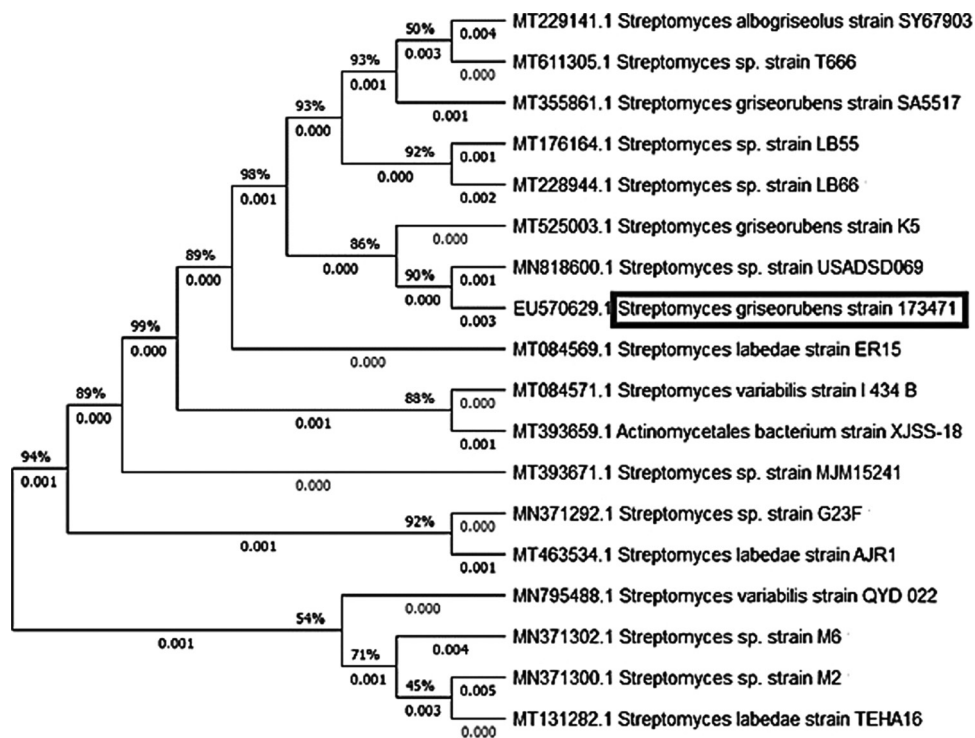 MT229141.1 Streptomyces albogriseolus strain SY67903
50%
0.004
0.003
MT611305.1 Streptomyces sp. strain T666
93%
0.000
0.001
MT355861.1 Streptomyces griseorubens strain SA5517
93%
0.001
0.000
MT176164.1 Streptomyces sp. strain LB55
92%
0.001
0.000
98%
MT228944.1 Streptomyces sp. strain LB66
0.001
0.002
MT525003.1 Streptomyces griseorubens strain K5
86%
0.000
89%
0.000
MN818600.1 Streptomyces sp. strain USADSD069
0.000
90%
0.001
0.000
EU570629.1 Streptomyces griseorubens strain 173471
99%
0.003
0.000
MT084569.1 Streptomyces labedae strain ER15
0.000
MT084571.1 Streptomyces variabilis strain I 434 B
89%
88%
0.000
0.000
0.001
MT393659.1 Actinomycetales bacterium strain XJSS-18
0.001
94%
MT393671.1 Streptomyces sp. strain MJM15241
0.001
0.000
MN371292.1 Streptomyces sp. strain G23F
92%
0.000
0.001
MT463534.1 Streptomyces labedae strain AJR1
0.001
MN795488.1 Streptomyces variabilis strain QYD 022
54%
0.000
0.001
MN371302.1 Streptomyces sp. strain M6
71%
0.004
0.001
MN371300.1 Streptomyces sp. strain M2
45%
0.005
0.003
MT131282.1 Streptomyces labedae strain TEHA16
0.000